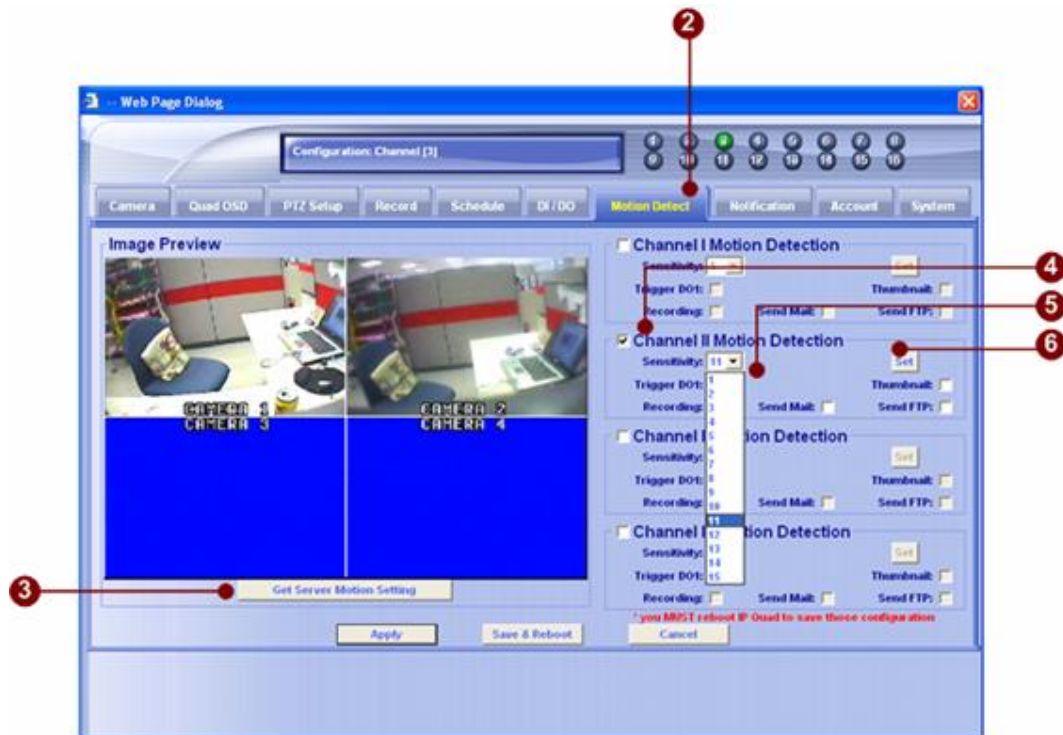 2
-- Web Page Dialog
Configuration: Channel [3]
1 2 3 4 5 6 7 8
9 10 11 12 13 14 15 16
Camera Quad OSD PTZ Setup Record Schedule DI / DO Motion Detect Notification Account System
Image Preview
CAMERA 1 CAMERA 2
CAMERA 3 CAMERA 4
Get Server Motion Setting
3
Channel I Motion Detection
Sensitivity: Set
Trigger DO1: Thumbnail:
Recording: Send Mail: Send FTP:
4
5
6
Channel II Motion Detection
Sensitivity: 11 Set
Trigger DO1: Thumbnail:
Recording: Send Mail: Send FTP:
1
2
3
4
5
6
7
8
9
10
11
12
13
14
15
Channel ion Detection
Sensitivity: Set
Trigger DO1: Thumbnail:
Recording: Send Mail: Send FTP:
Channel tion Detection
Sensitivity: Set
Trigger DO1: Thumbnail:
Recording: Send Mail: Send FTP:
* you MUST reboot IP Quad to save those configuration
Apply Save & Reboot Cancel